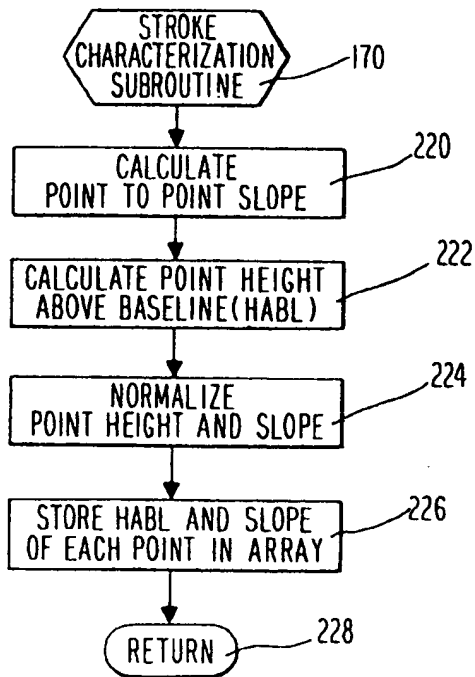 STROKE
CHARACTERIZATION
SUBROUTINE
170
CALCULATE
POINT TO POINT SLOPE
220
CALCULATE POINT HEIGHT
ABOVE BASELINE(HABL)
222
NORMALIZE
POINT HEIGHT AND SLOPE
224
STORE HABL AND SLOPE
OF EACH POINT IN ARRAY
226
RETURN
228